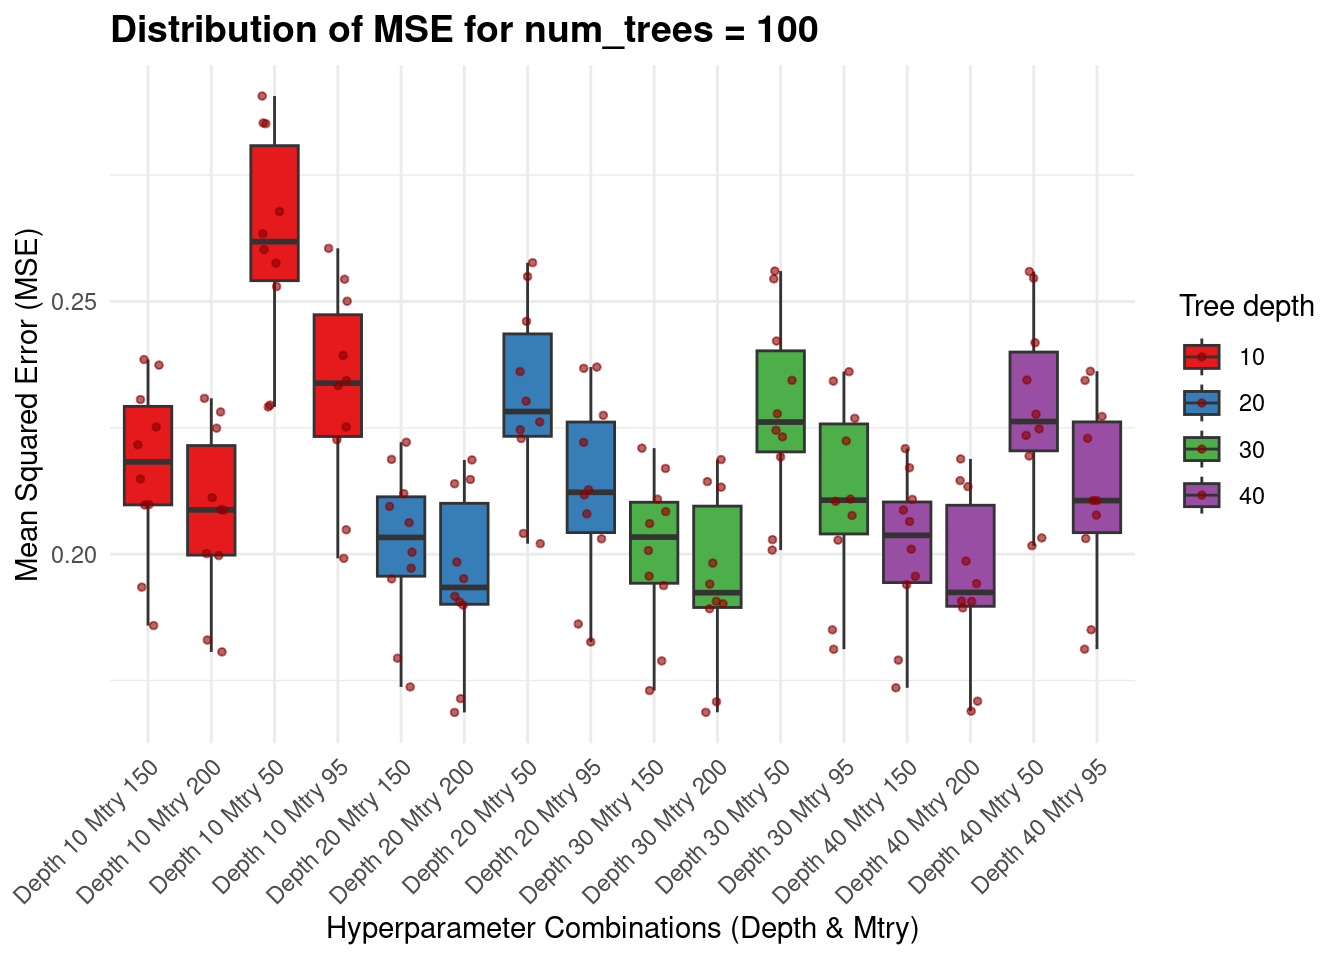 Distribution of MSE for num_trees = 100
Mean Squared Error (MSE)
0.25
0.20
Depth 10 Mtry 150
Depth 10 Mtry 200
Depth 10 Mtry 50
Depth 10 Mtry 95
Depth 20 Mtry 150
Depth 20 Mtry 200
Depth 20 Mtry 50
Depth 20 Mtry 95
Depth 30 Mtry 150
Depth 30 Mtry 200
Depth 30 Mtry 50
Depth 30 Mtry 95
Depth 40 Mtry 150
Depth 40 Mtry 200
Depth 40 Mtry 50
Depth 40 Mtry 95
Hyperparameter Combinations (Depth & Mtry)
Tree depth
10
20
30
40